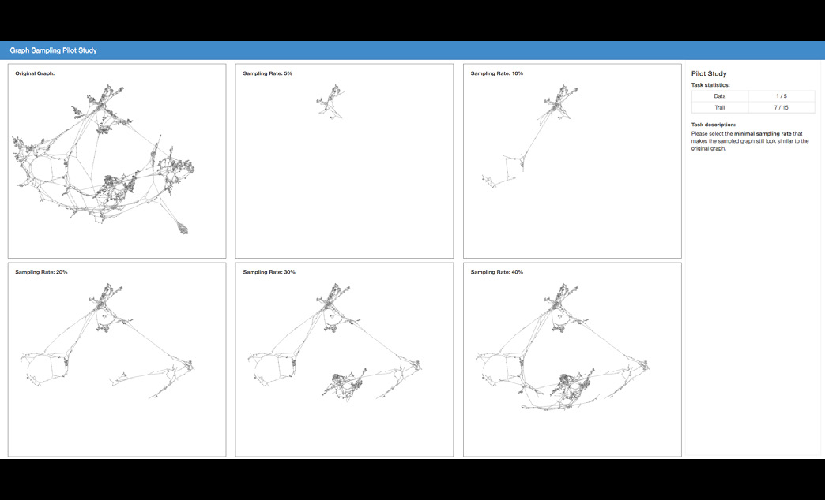 Graph Sampling Pilot Study
Original Graph:
Sampling Rate: 5%
Sampling Rate: 10%
Pilot Study
Task statistics:
Data 1 / 5
Trail 7 / 15
Task description:
Please select the minimal sampling rate that
makes the sampled graph still look similar to the
original graph.
Sampling Rate: 20%
Sampling Rate: 30%
Sampling Rate: 40%